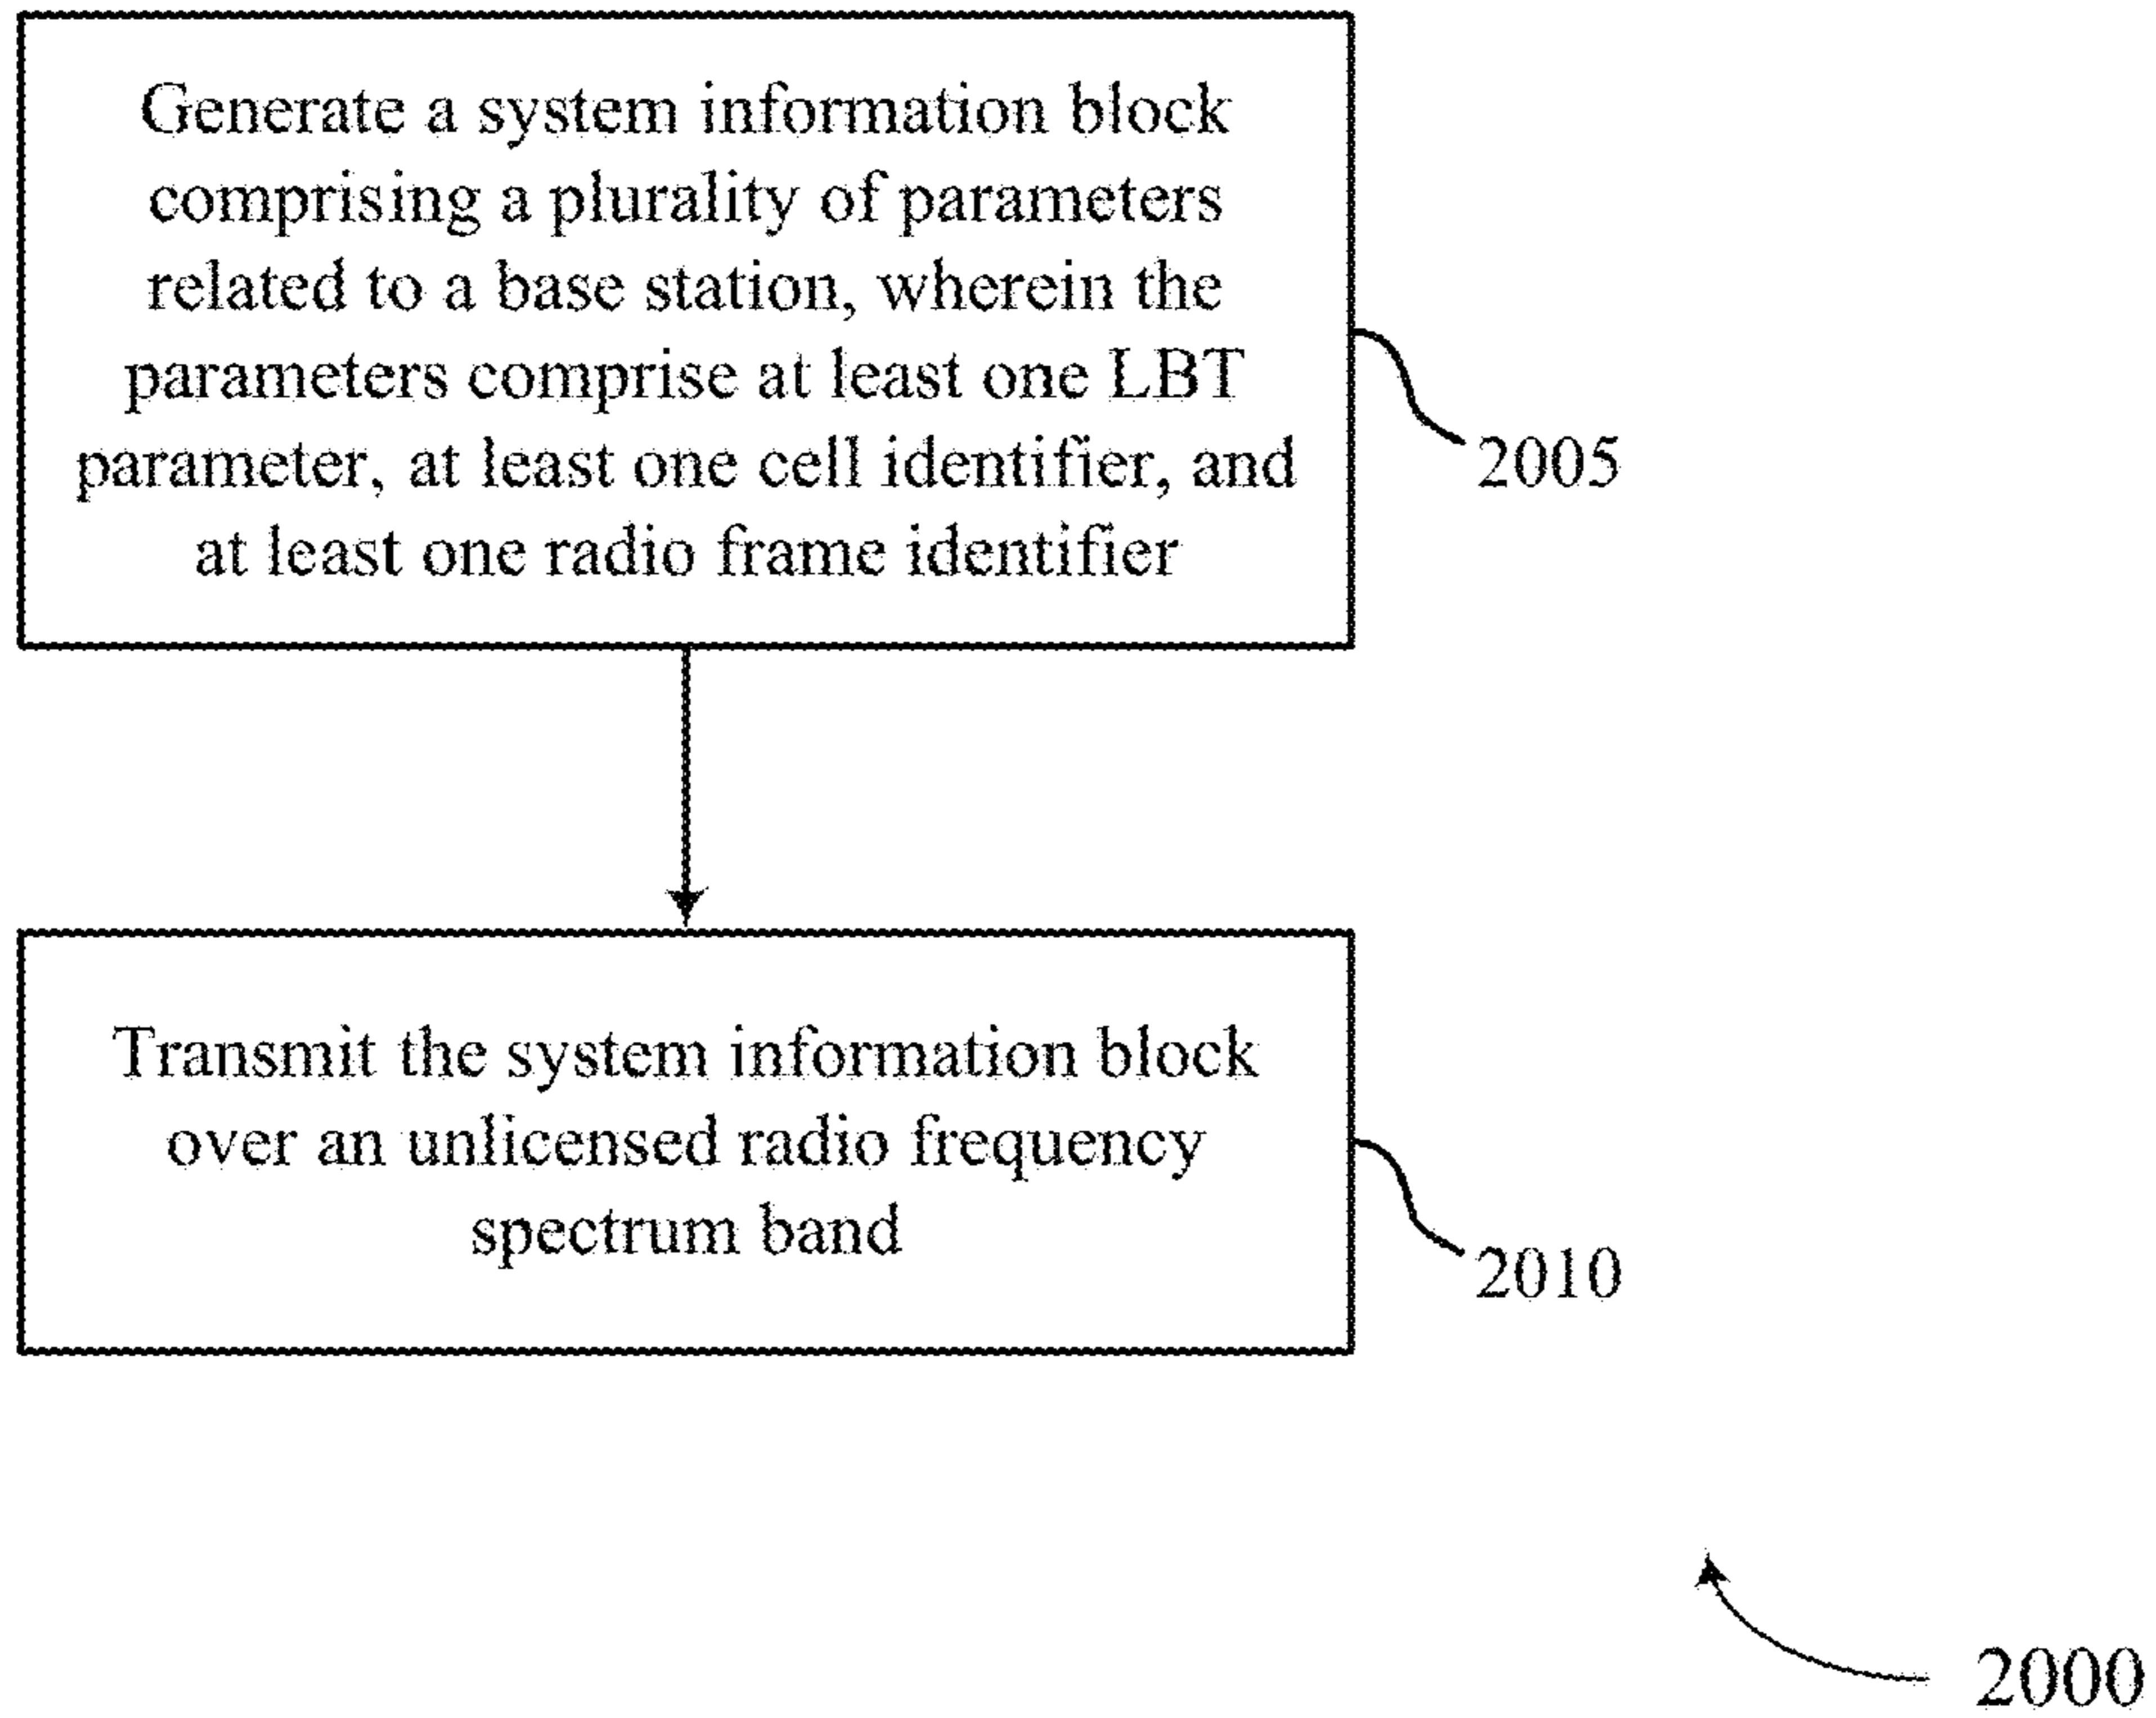 Generate a system information block
comprising a plurality of parameters
related to a base station, wherein the
parameters comprise at least one LBT
parameter, at least one cell identifier, and
at least one radio frame identifier
2005
Transmit the system information block
over an unlicensed radio frequency
spectrum band
2010
2000